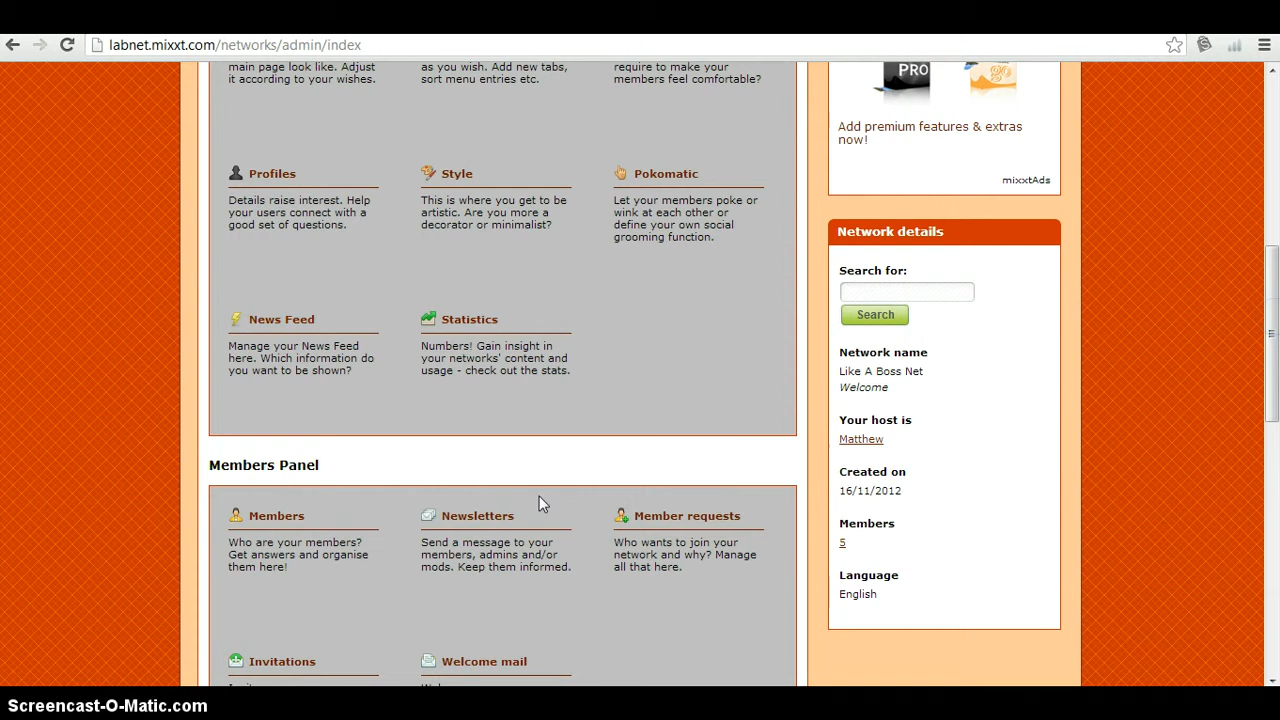 labnet.mixxt.com/networks/admin/index
main page look like. Adjust
it according to your wishes.
as you wish. Add new tabs,
sort menu entries etc.
require to make your
members feel comfortable?
Profiles
Details raise interest. Help
your users connect with a
good set of questions.
Style
This is where you get to be
artistic. Are you more a
decorator or minimalist?
Pokomatic
Let your members poke or
wink at each other or
define your own social
grooming function.
News Feed
Manage your News Feed
here. Which information do
you want to be shown?
Statistics
Numbers! Gain insight in
your networks' content and
usage - check out the stats.
Members Panel
Members
Who are your members?
Get answers and organise
them here!
Newsletters
Send a message to your
members, admins and/or
mods. Keep them informed.
Member requests
Who wants to join your
network and why? Manage
all that here.
Invitations
Welcome mail
PRO
go
Add premium features & extras
now!
mixxtAds
Network details
Search for:
Search
Network name
Like A Boss Net
Welcome
Your host is
Matthew
Created on
16/11/2012
Members
5
Language
English
Screencast-O-Matic.com